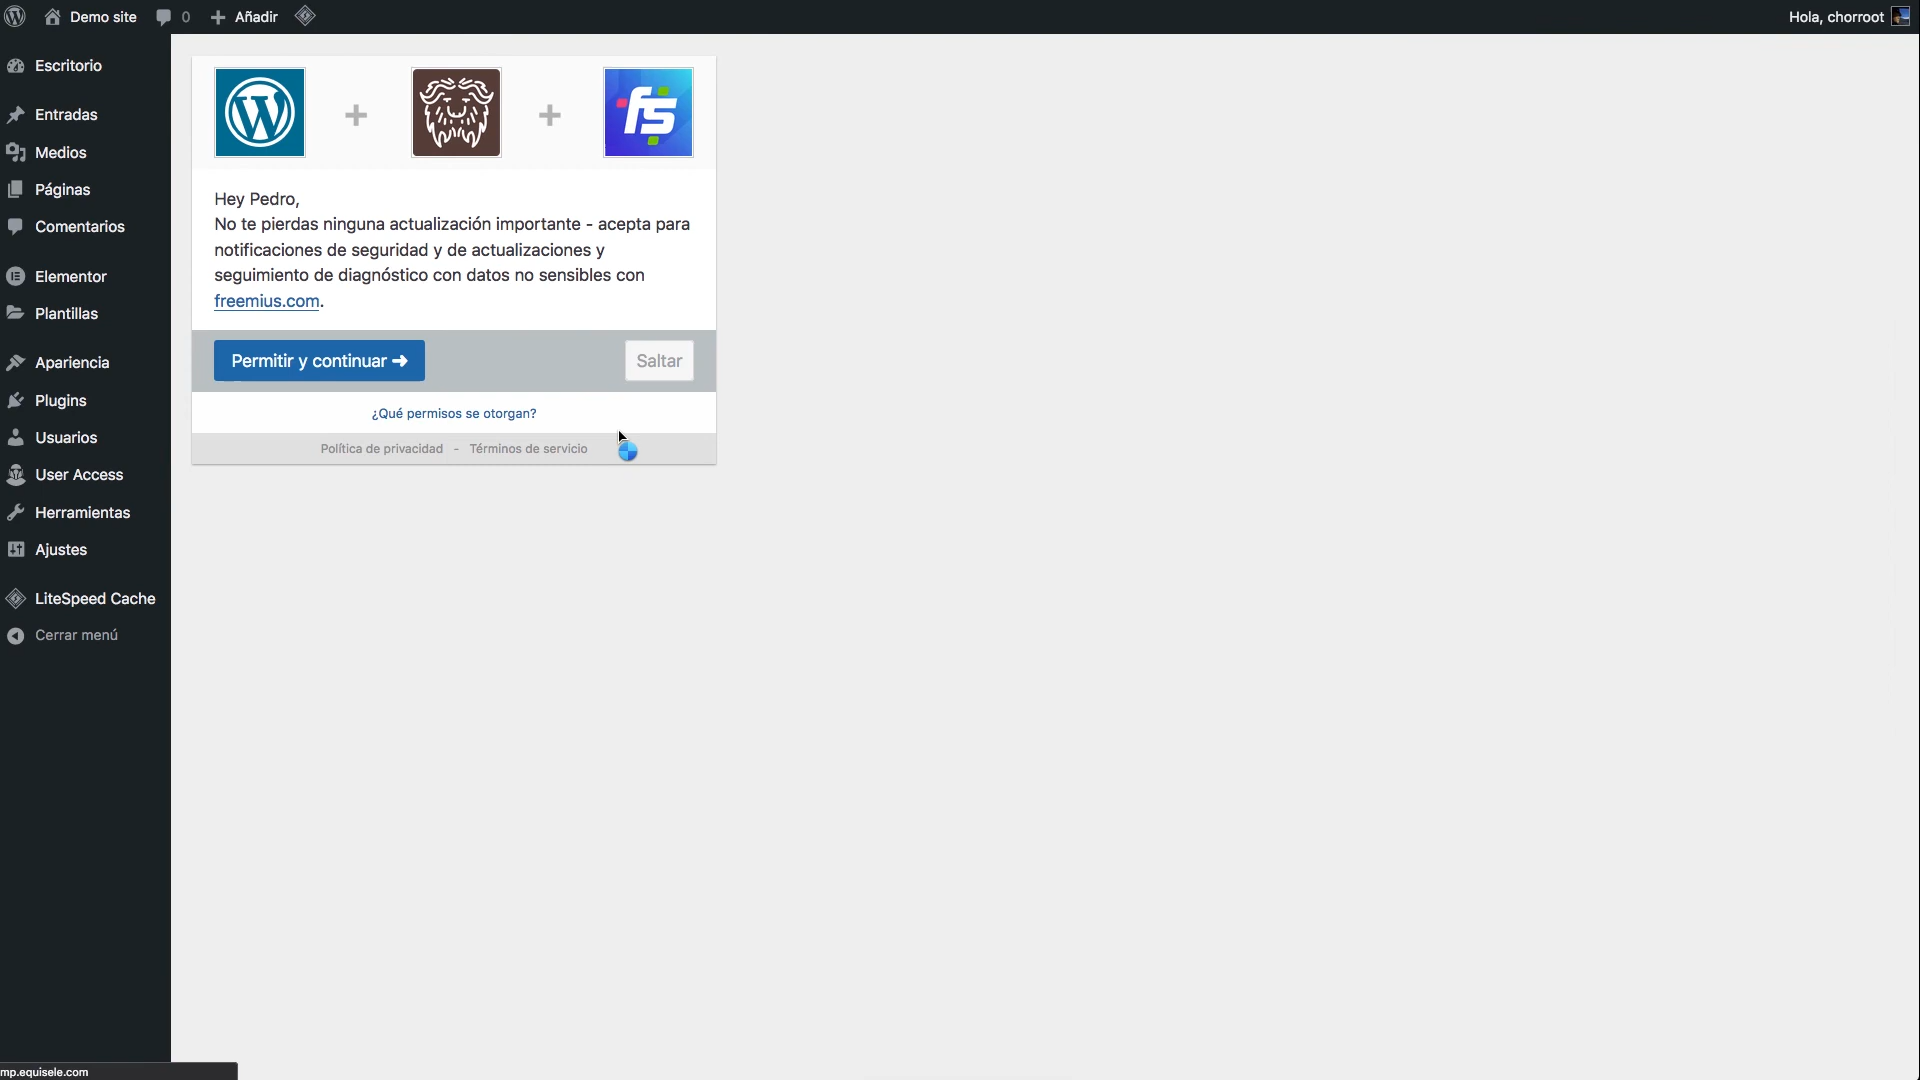 Demo site
0
Añadir
Hola, chorroot
Escritorio
Entradas
Medios
Páginas
Comentarios
Elementor
Plantillas
Apariencia
Plugins
Usuarios
User Access
Herramientas
Ajustes
LiteSpeed Cache
Cerrar menú
fs
Hey Pedro,
No te pierdas ninguna actualización importante - acepta para
notificaciones de seguridad y de actualizaciones y
seguimiento de diagnóstico con datos no sensibles con
freemius.com.
Permitir y continuar ➜
Saltar
¿Qué permisos se otorgan?
Política de privacidad - Términos de servicio
mp.equisele.com